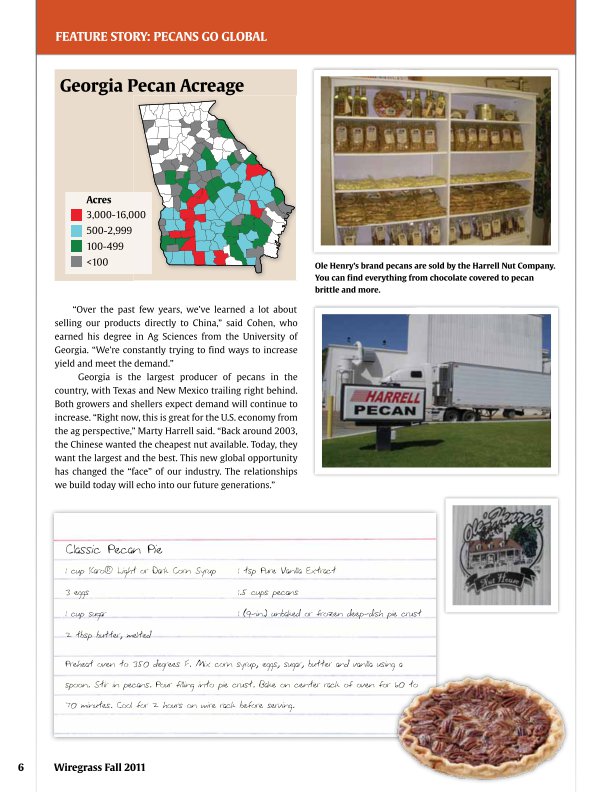 FEATURE STORY: PECANS GO GLOBAL
Georgia Pecan Acreage
Acres
3,000-16,000
500-2,999
100-499
<100
Ole Henry's brand pecans are sold by the Harrell Nut Company.
You can find everything from chocolate covered to pecan
brittle and more.
"Over the past few years, we've learned a lot about
selling our products directly to China," said Cohen, who
earned his degree in Ag Sciences from the University of
Georgia. "We're constantly trying to find ways to increase
yield and meet the demand."
Georgia is the largest producer of pecans in the
country, with Texas and New Mexico trailing right behind.
Both growers and shellers expect demand will continue to
increase. "Right now, this is great for the U.S. economy from
the ag perspective," Marty Harrell said. "Back around 2003,
the Chinese wanted the cheapest nut available. Today, they
want the largest and the best. This new global opportunity
has changed the "face" of our industry. The relationships
we build today will echo into our future generations."
HARRELL
PECAN
Ole Henry's
Nut House
Classic Pecan Pie
1 cup Karo® Light or Dark Corn Syrup
3 eggs
1 cup sugar
2 tbsp butter, melted
1 tsp Pure Vanilla Extract
1.5 cups pecans
1 (9-in) unbaked or frozen deep-dish pie crust
Preheat oven to 350 degrees F. Mix corn syrup, eggs, sugar, butter and vanilla using a
spoon. Stir in pecans. Pour filling into pie crust. Bake on center rack of oven for 60 to
70 minutes. Cool for 2 hours on wire rack before serving.
6 Wiregrass Fall 2011